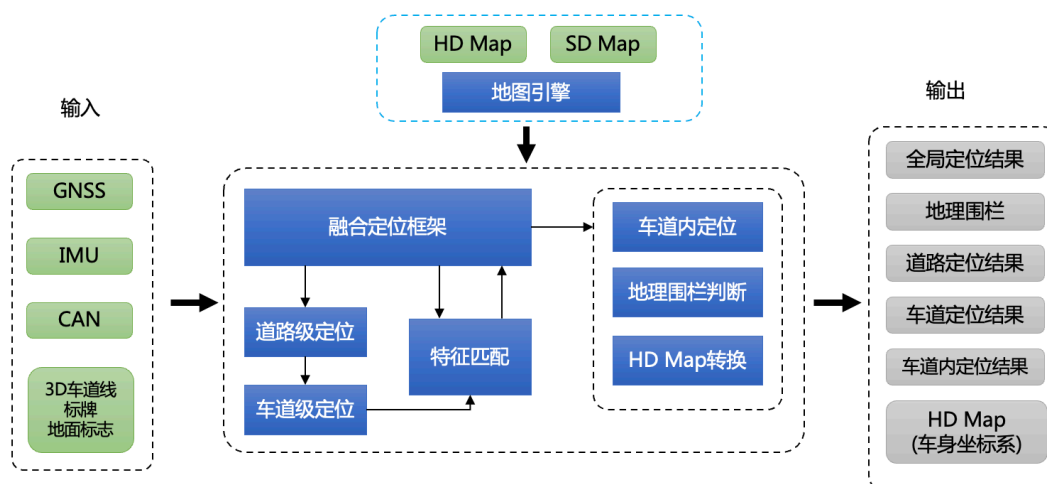 HD Map
SD Map
地图引擎
输入
GNSS
IMU
CAN
3D车道线
标牌
地面标志
融合定位框架
道路级定位
车道级定位
特征匹配
车道内定位
地理围栏判断
HD Map转换
输出
全局定位结果
地理围栏
道路定位结果
车道定位结果
车道内定位结果
HD Map
(车身坐标系)